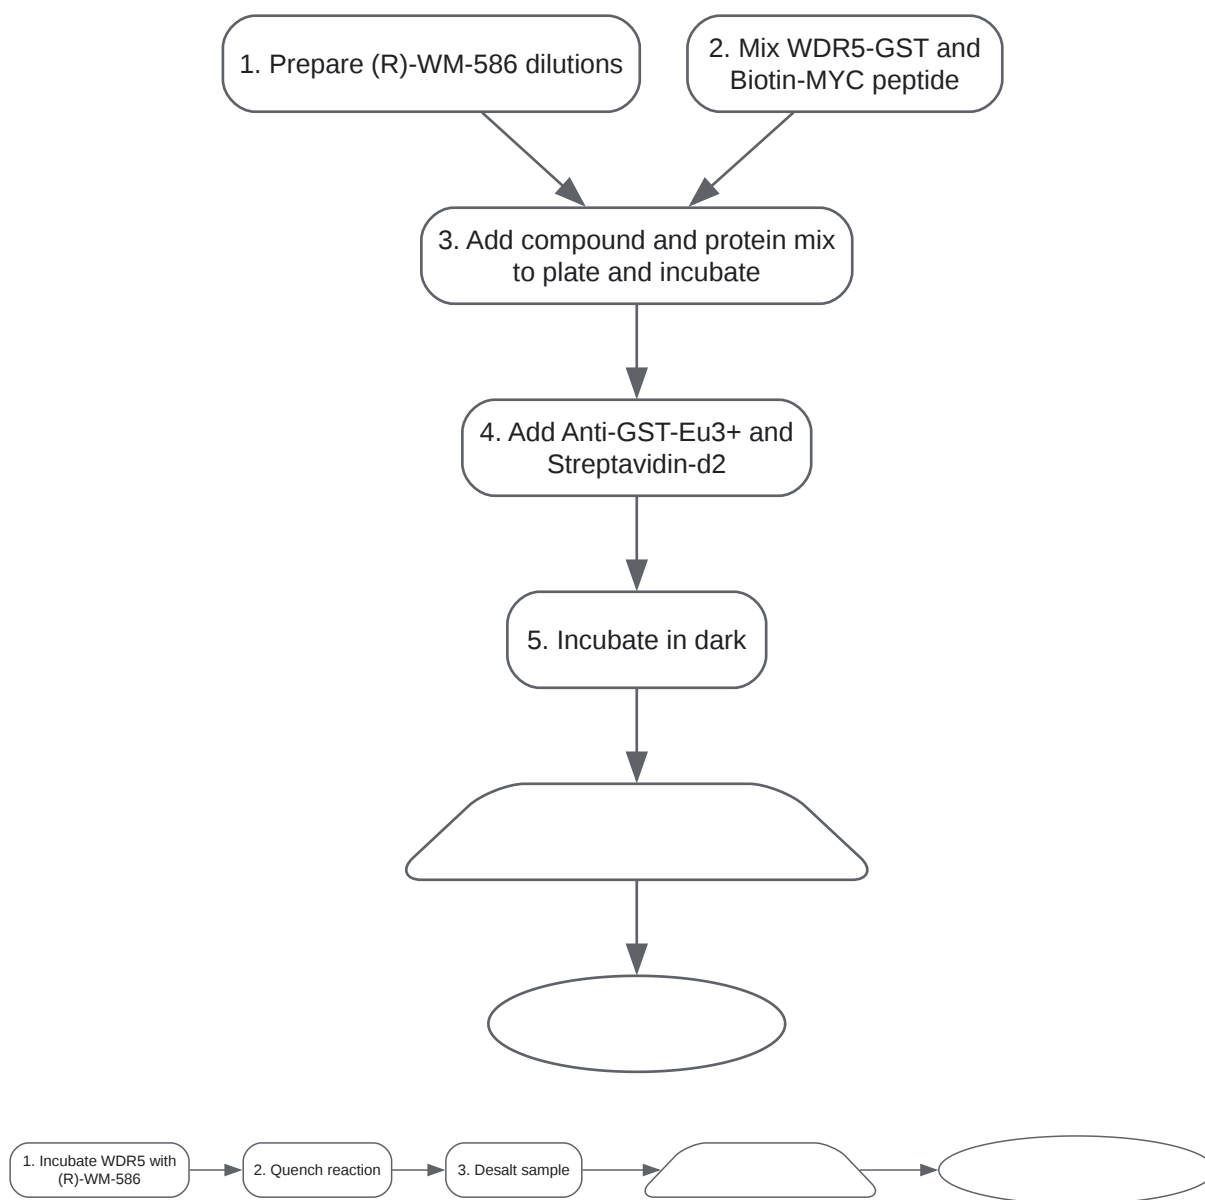 1. Prepare (R)-WM-586 dilutions
2. Mix WDR5-GST and
Biotin-MYC peptide
3. Add compound and protein mix
to plate and incubate
4. Add Anti-GST-Eu3+ and
Streptavidin-d2
5. Incubate in dark
1. Incubate WDR5 with
(R)-WM-586
2. Quench reaction
3. Desalt sample